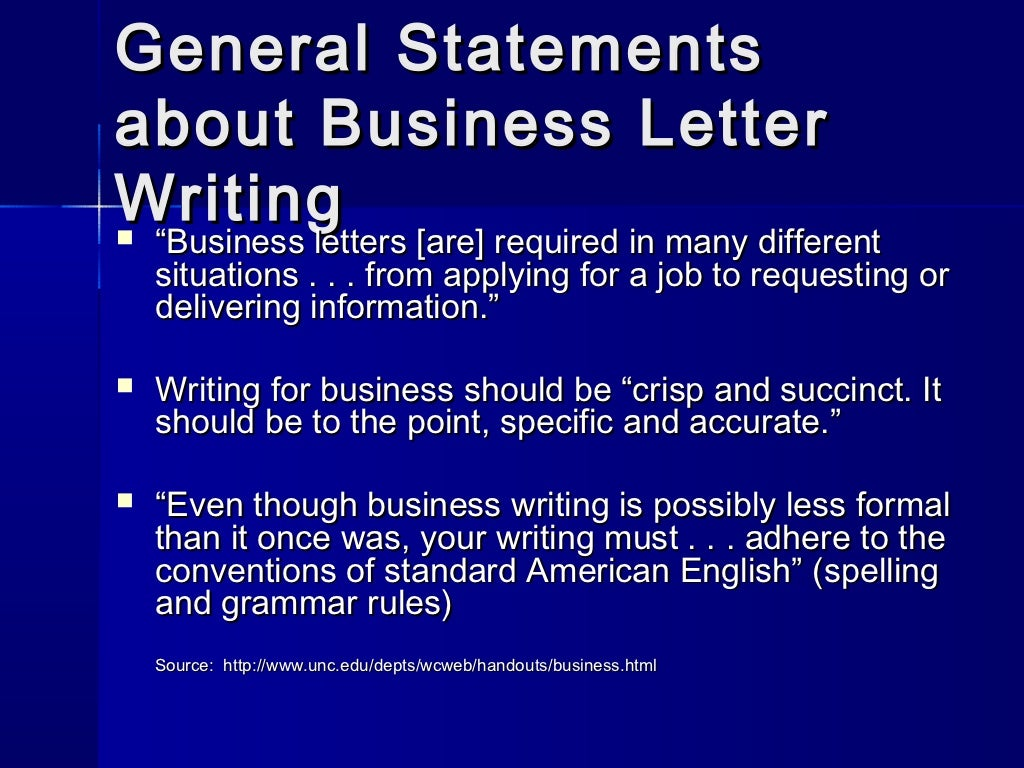 General Statements
about Business Letter
Writing
“Business letters [are] required in many different
situations . . . from applying for a job to requesting or
delivering information.”
Writing for business should be “crisp and succinct. It
should be to the point, specific and accurate.”
“Even though business writing is possibly less formal
than it once was, your writing must . . . adhere to the
conventions of standard American English” (spelling
and grammar rules)
Source: http://www.unc.edu/depts/wcweb/handouts/business.html